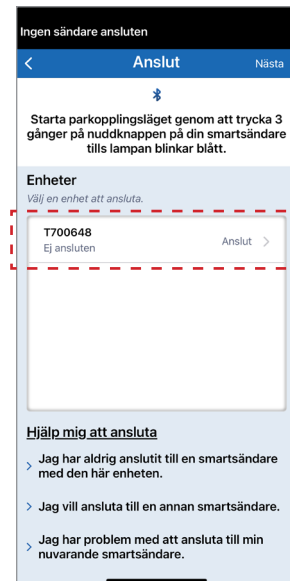 Ingen sändare ansluten
Anslut
Nästa
Starta parkopplingsläget genom att trycka 3
gånger på nuddknappen på din smartsändare
tills lampan blinkar blått.
Enheter
Välj en enhet att ansluta.
T700648
Ej ansluten
Anslut
Hjälp mig att ansluta
Jag har aldrig anslutit till en smartsändare
med den här enheten.
Jag vill ansluta till en annan smartsändare.
Jag har problem med att ansluta till min
nuvarande smartsändare.